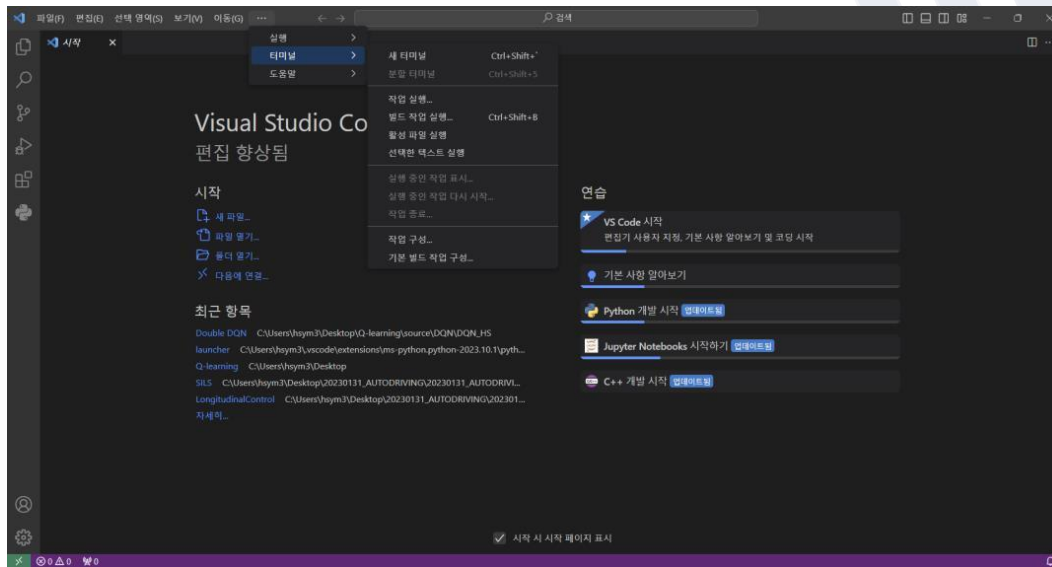 파일(F) 편집(E) 선택 영역(S) 보기(V) 이동(G) ... 검색
시작
실행
터미널
도움말
새 터미널 Ctrl+Shift+`
분할 터미널 Ctrl+Shift+5
작업 실행...
빌드 작업 실행... Ctrl+Shift+B
활성 파일 실행
선택한 텍스트 실행
실행 중인 작업 표시...
실행 중인 작업 다시 시작...
작업 종료...
작업 구성...
기본 빌드 작업 구성...
Visual Studio Co
편집 향상됨
시작
새 파일...
파일 열기...
폴더 열기...
다음에 연결...
최근 항목
Double DQN C:\Users\hsym3\Desktop\Q-learning\source\DQN\DQN_HS
launcher C:\Users\hsym3\.vscode\extensions\ms-python.python-2023.10.1\pyth...
Q-learning C:\Users\hsym3\Desktop
SILS C:\Users\hsym3\Desktop\20230131_AUTODRIVING\20230131_AUTODRIVI...
LongitudinalControl C:\Users\hsym3\Desktop\20230131_AUTODRIVING\202301...
자세히...
연습
VS Code 시작
편집기 사용자 지정, 기본 사항 알아보기 및 코딩 시작
기본 사항 알아보기
Python 개발 시작 업데이트됨
Jupyter Notebooks 시작하기 업데이트됨
C++ 개발 시작 업데이트됨
시작 시 시작 페이지 표시
0 0 0